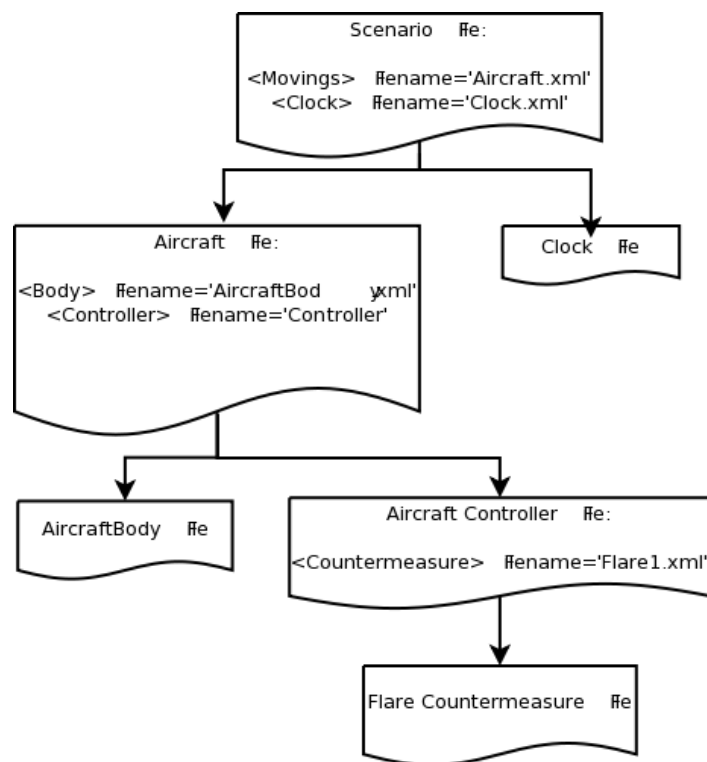 Scenario file:
<Movings> filename='Aircraft.xml'
<Clock> filename='Clock.xml'
Aircraft file:
<Body> filename='AircraftBody.xml'
<Controller> filename='Controller'
Clock file
AircraftBody file
Aircraft Controller file:
<Countermeasure> filename='Flare1.xml'
Flare Countermeasure file